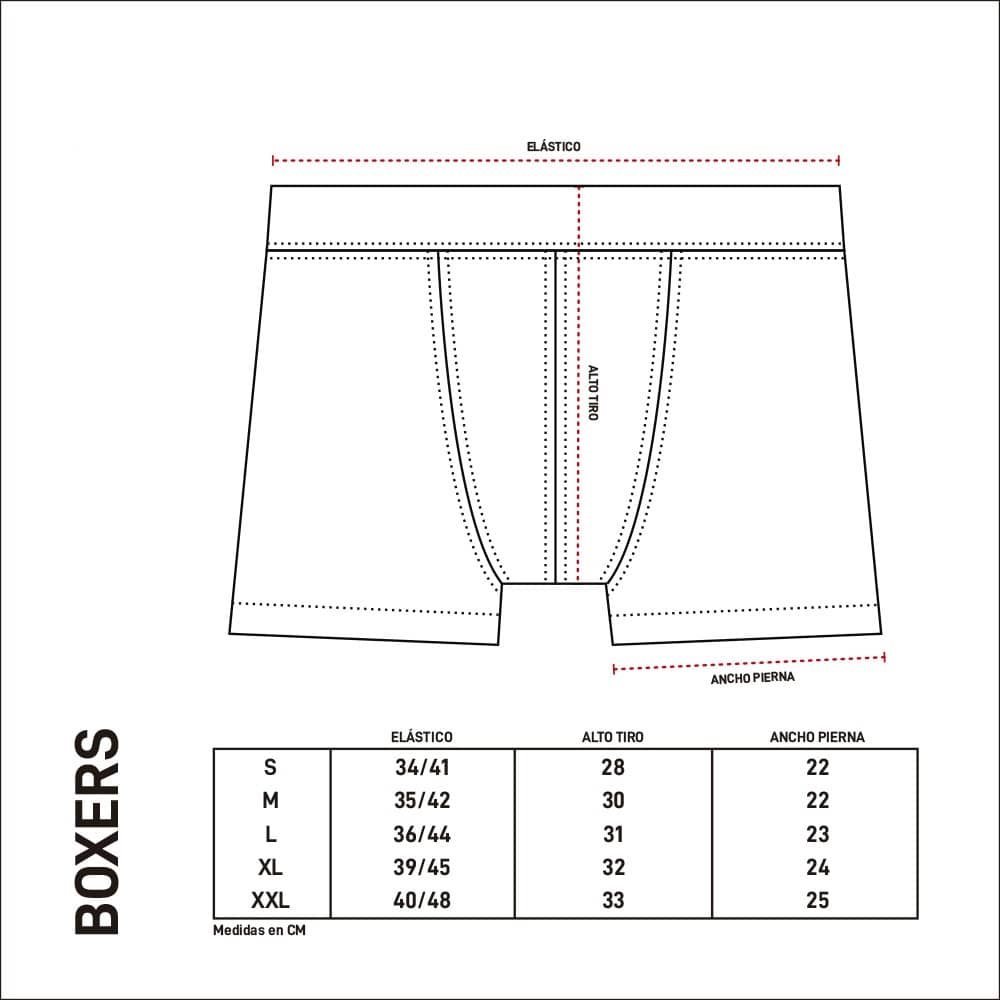 ELÁSTICO
ALTO TIRO
ANCHO PIERNA
BOXERS
ELÁSTICO ALTO TIRO ANCHO PIERNA
S 34/41 28 22
M 35/42 30 22
L 36/44 31 23
XL 39/45 32 24
XXL 40/48 33 25
Medidas en CM